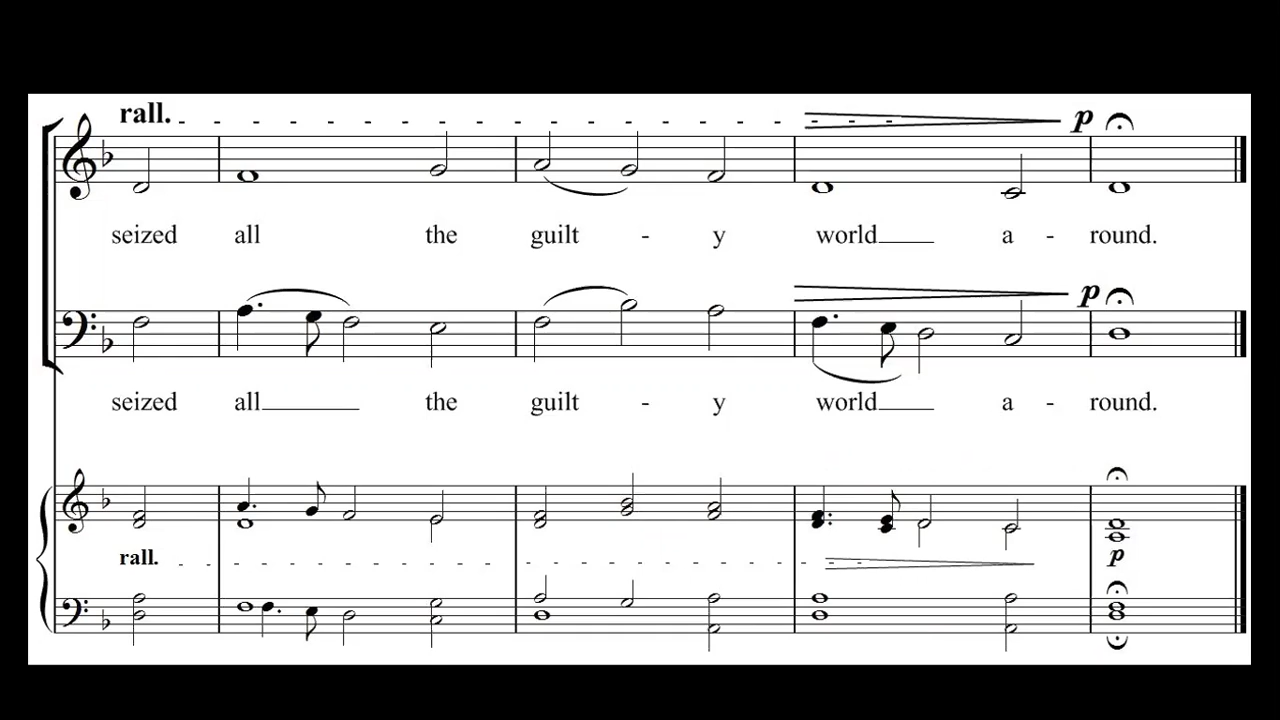 rall.
p
seized all the guilt - y world a - round.
p
seized all the guilt - y world a - round.
rall.
p